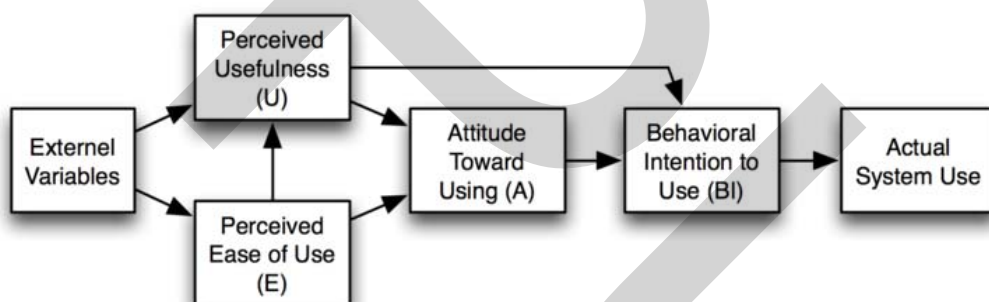 Perceived
Usefulness
(U)
Externel
Variables
Perceived
Ease of Use
(E)
Attitude
Toward
Using (A)
Behavioral
Intention to
Use (BI)
Actual
System Use